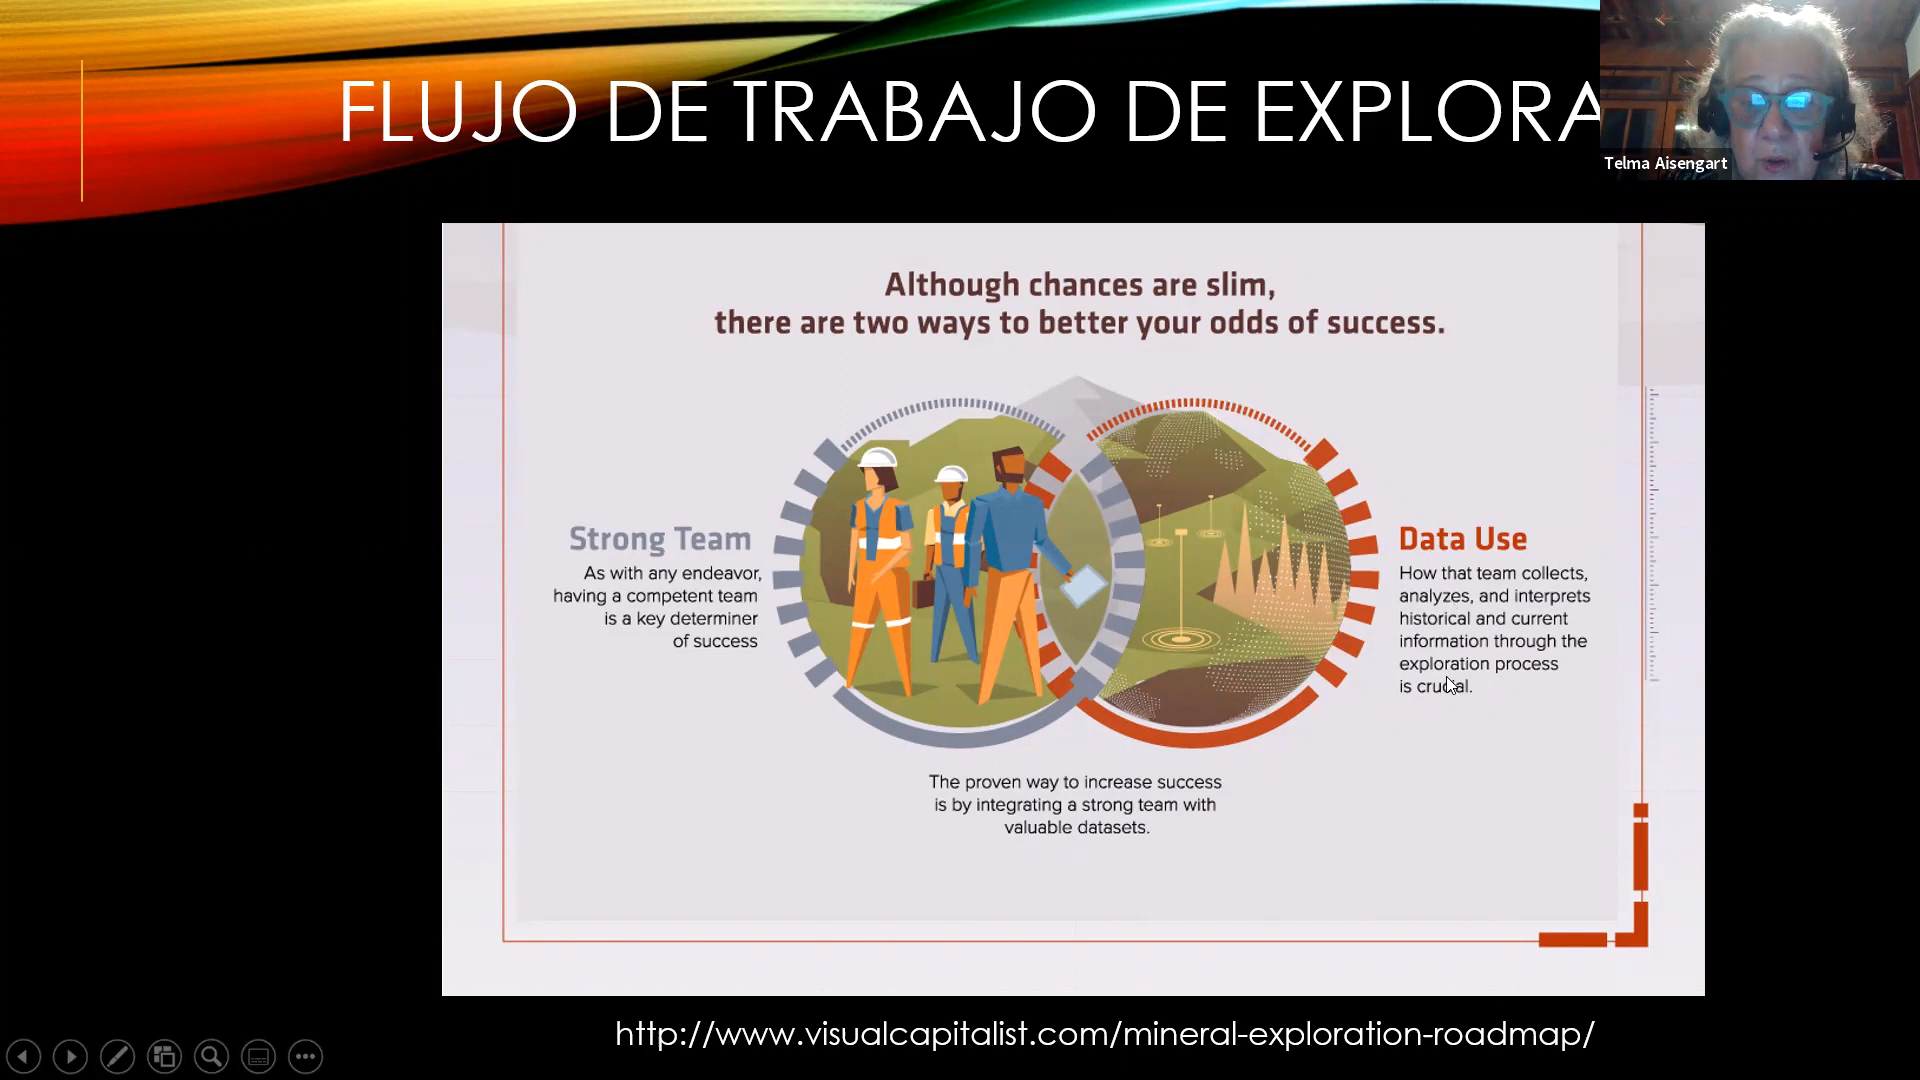 FLUJO DE TRABAJO DE EXPLORA
Telma Aisengart
Although chances are slim,
there are two ways to better your odds of success.
Strong Team
As with any endeavor,
having a competent team
is a key determiner
of success
Data Use
How that team collects,
analyzes, and interprets
historical and current
information through the
exploration process
is crucial.
The proven way to increase success
is by integrating a strong team with
valuable datasets.
http://www.visualcapitalist.com/mineral-exploration-roadmap/